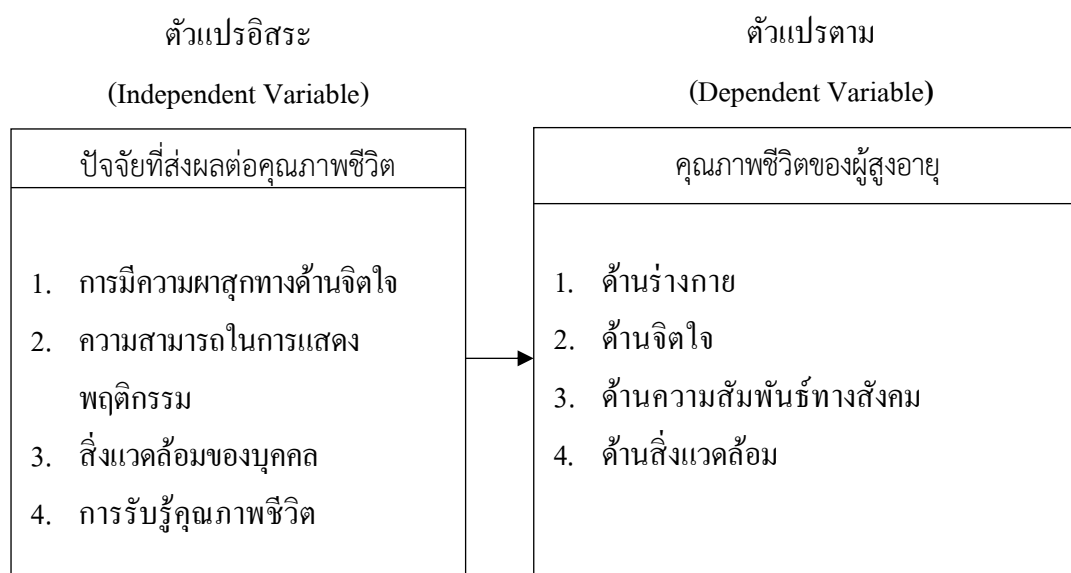 ตัวแปรอิสระ
(Independent Variable)
ปัจจัยที่ส่งผลต่อคุณภาพชีวิต
1. การมีความผาสุกทางด้านจิตใจ
2. ความสามารถในการแสดง
พฤติกรรม
3. สิ่งแวดล้อมของบุคคล
4. การรับรู้คุณภาพชีวิต
ตัวแปรตาม
(Dependent Variable)
คุณภาพชีวิตของผู้สูงอายุ
1. ด้านร่างกาย
2. ด้านจิตใจ
3. ด้านความสัมพันธ์ทางสังคม
4. ด้านสิ่งแวดล้อม